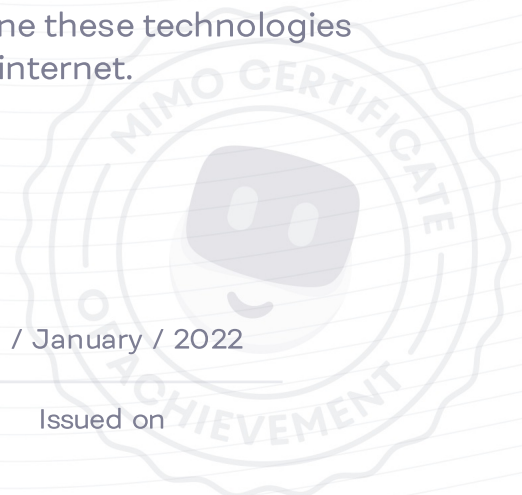 ne these technologies
internet.
MIMO CERTIFICATE
/ January / 2022
OF ACHIEVEMENT
Issued on